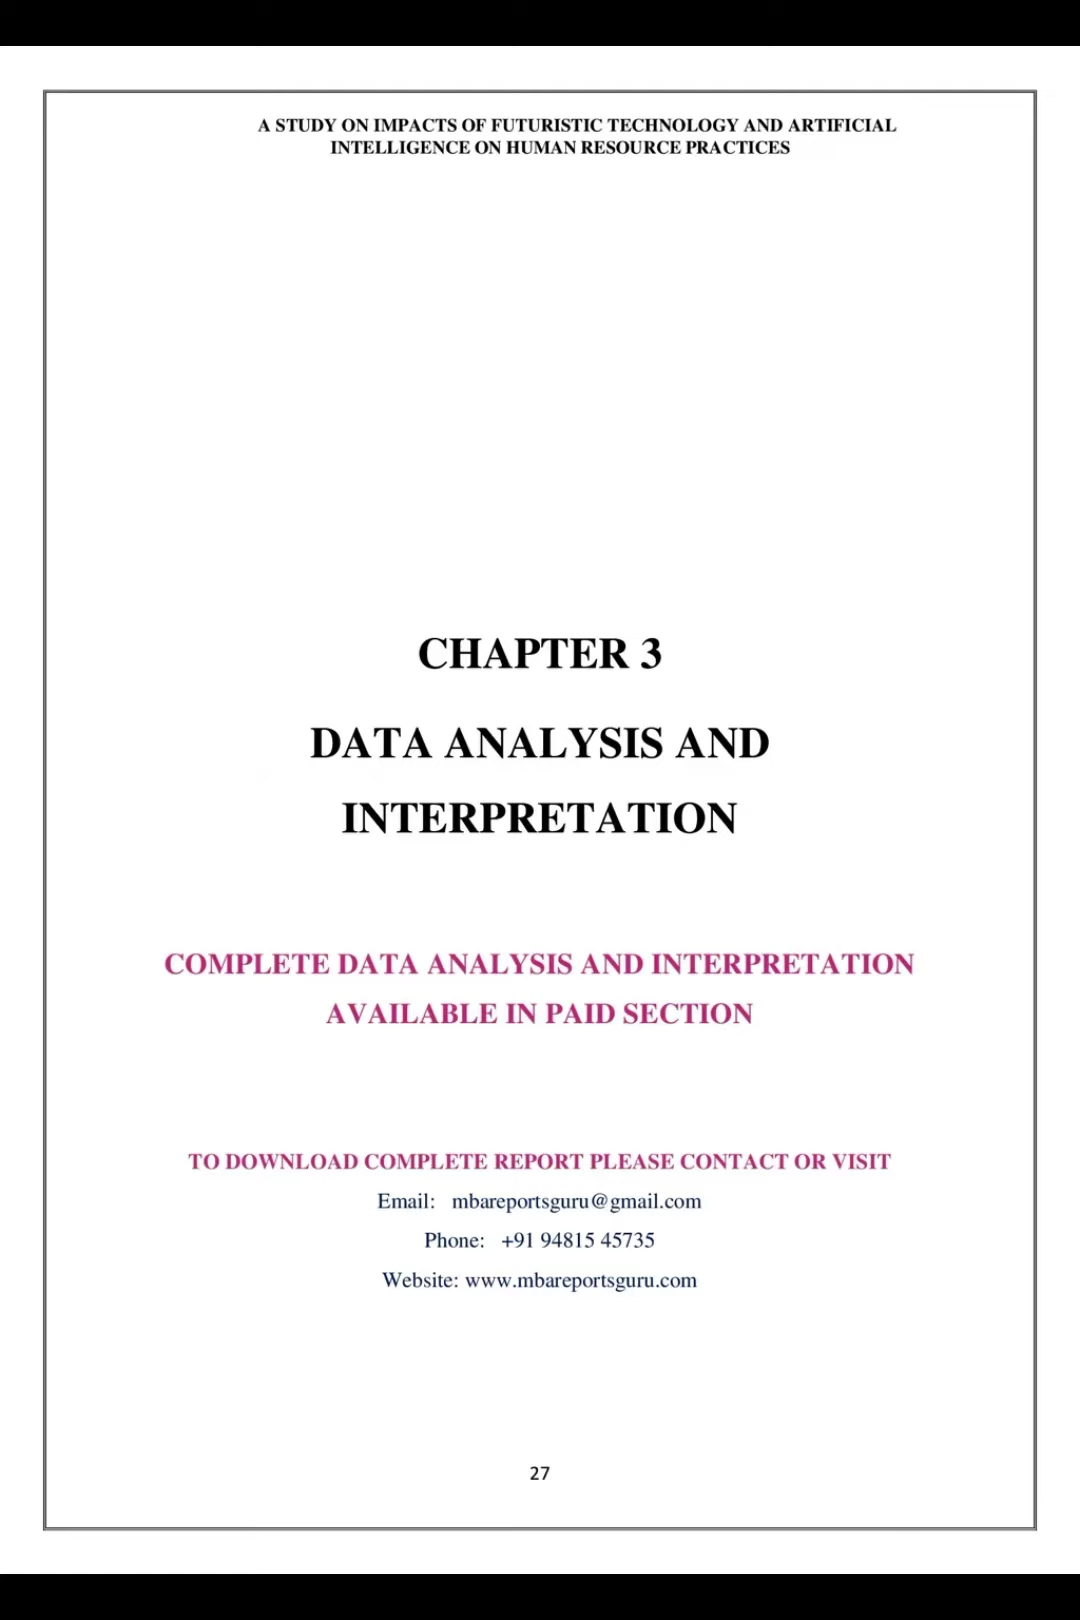 A STUDY ON IMPACTS OF FUTURISTIC TECHNOLOGY AND ARTIFICIAL
INTELLIGENCE ON HUMAN RESOURCE PRACTICES
CHAPTER 3
DATA ANALYSIS AND
INTERPRETATION
COMPLETE DATA ANALYSIS AND INTERPRETATION
AVAILABLE IN PAID SECTION
TO DOWNLOAD COMPLETE REPORT PLEASE CONTACT OR VISIT
Email: mbareportsguru@gmail.com
Phone: +91 94815 45735
Website: www.mbareportsguru.com
27